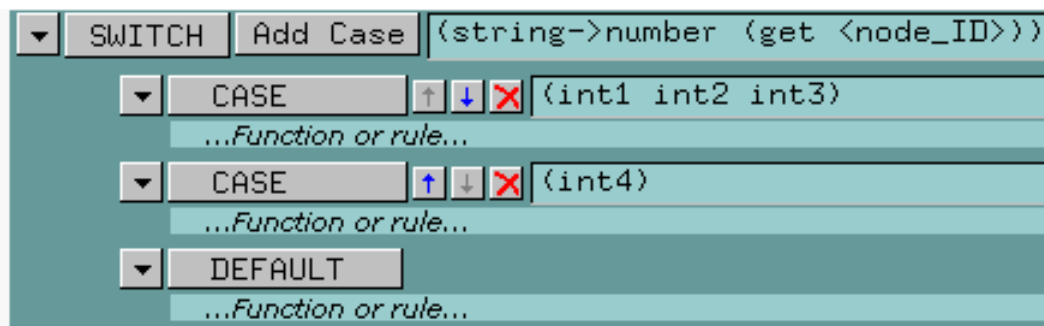 SWITCH Add Case (string->number (get <node_ID>))
CASE (int1 int2 int3)
...Function or rule...
CASE (int4)
...Function or rule...
DEFAULT
...Function or rule...